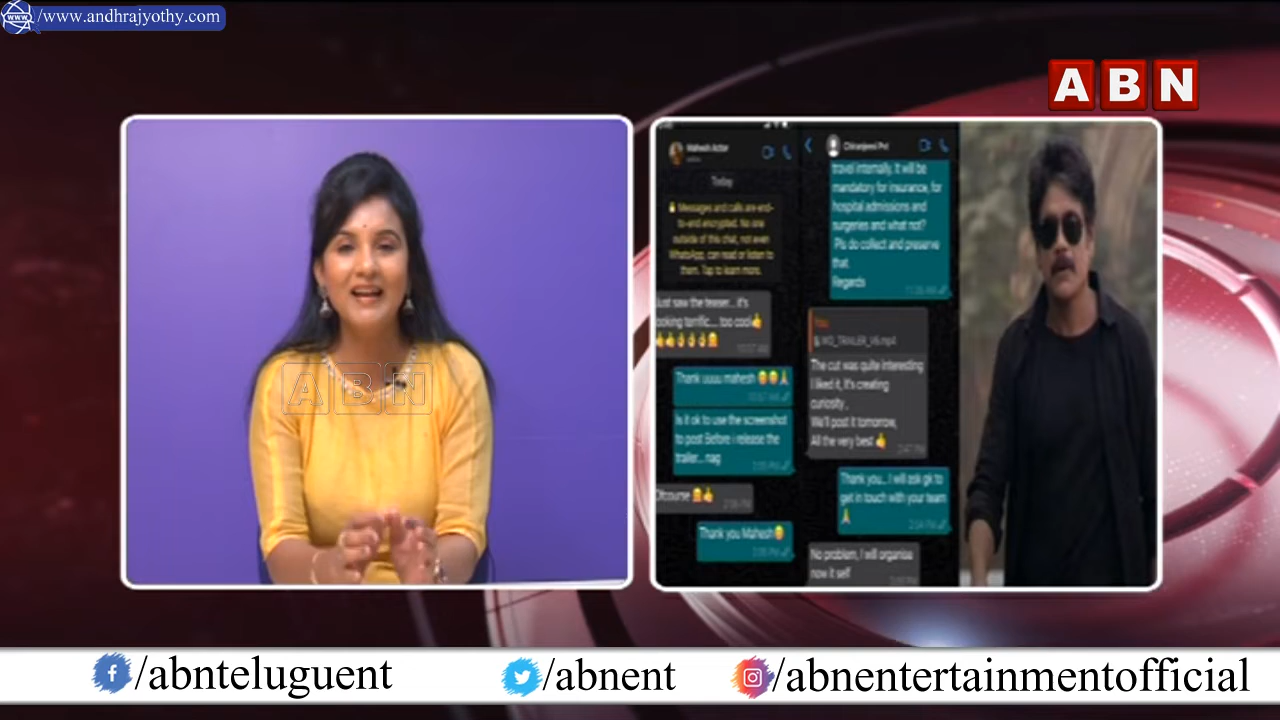 /www.andhrajyothy.com
ABN
ABN
Mahesh Actor
Today
Messages and calls are end-
to-end encrypted. No one
outside of this chat, not even
WhatsApp, can read or listen to
them. Tap to learn more.
Just saw the teaser... it's
looking terrific.... too cool
Thank uuuu mahesh
Is it ok to use the screenshot
to post Before i release the
trailer... nag
Ofcourse
Thank you Mahesh
Chiranjeevi Pvt
travel internally. It will be
mandatory for insurance, for
hospital admissions and
surgeries and what not?
Pls do collect and preserve
that.
Regards
You
The cut was quite interesting
I liked it, It's creating
curiosity..
We'll post it tomorrow,
All the very best
Thank you... I will ask gk to
get in touch with your team
No problem, I will organise
now it self
/abnteluguent
/abnent
/abnentertainmentofficial